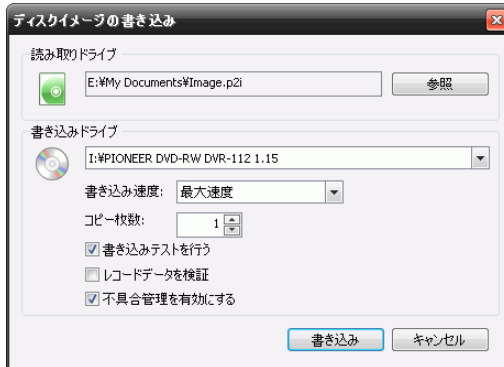 ディスクイメージの書き込み
読み取りドライブ
E:¥My Documents¥Image.p2i
参照
書き込みドライブ
I:¥PIONEER DVD-RW DVR-112 1.15
書き込み速度: 最大速度
コピー枚数: 1
書き込みテストを行う
レコードデータを検証
不具合管理を有効にする
書き込み キャンセル